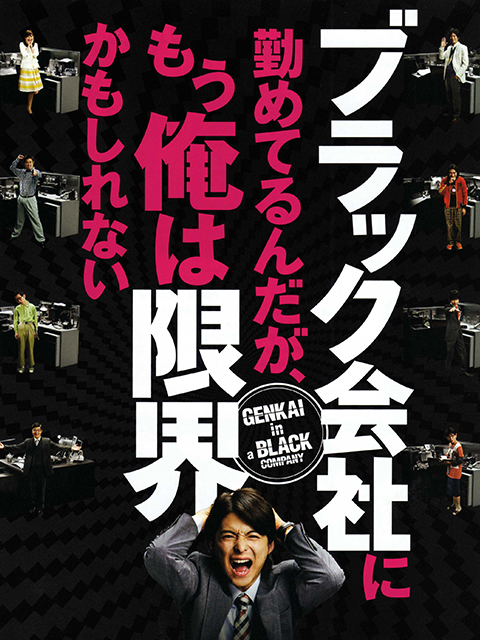 ブラック会社に
勤めてるんだが、
もう俺は限界
かもしれない
GENKAI
in
a BLACK
COMPANY